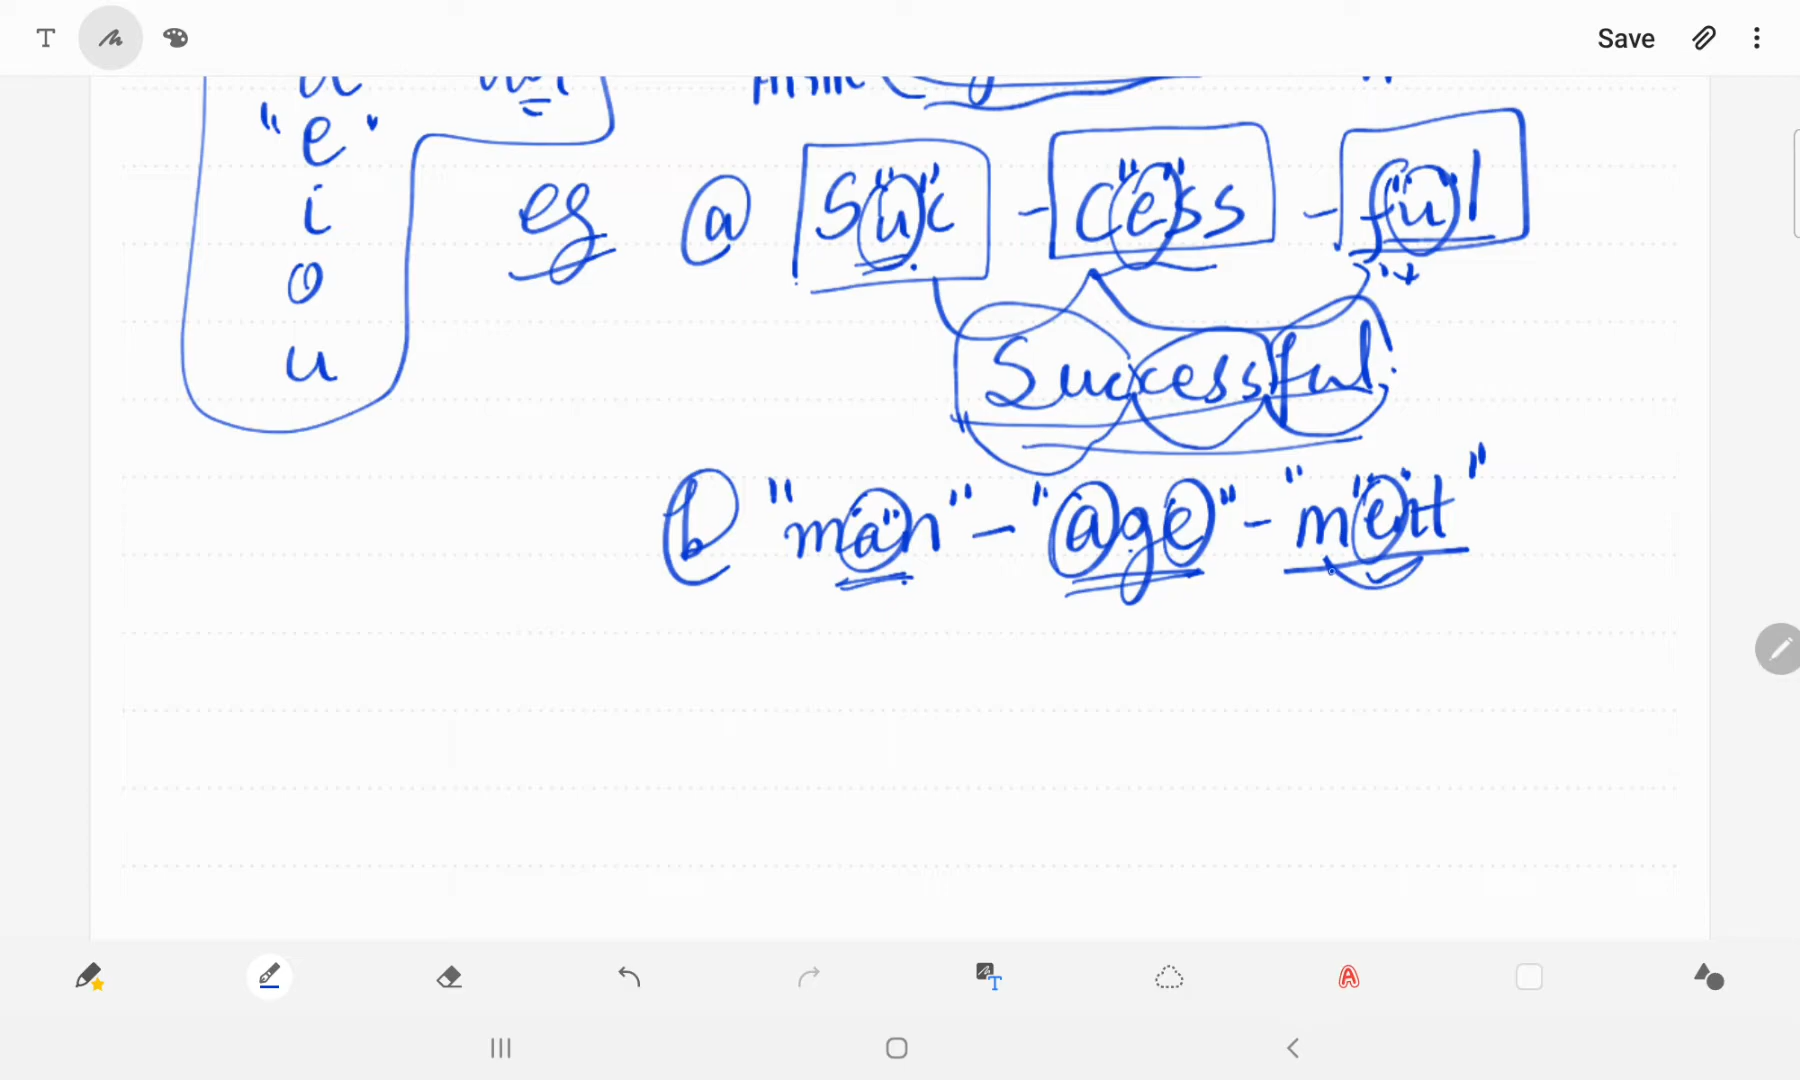 T Save
"e"
i
o
u
eg (a) Suc - cess - ful
Successful
(b) "man" - "age" - "ment"